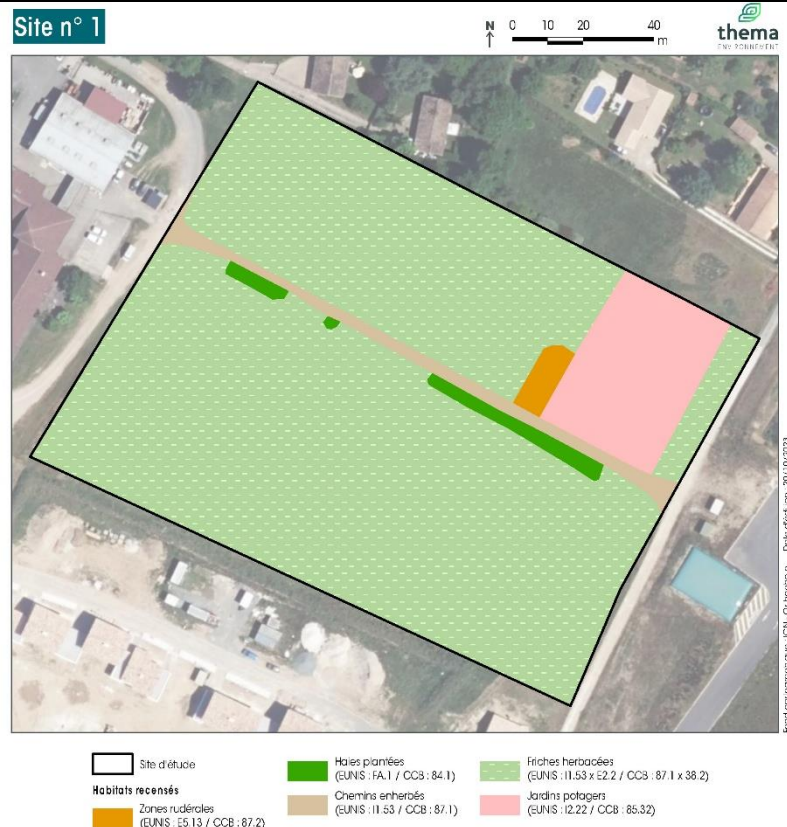 Site n° 1
N
0 10 20 40
m
thema
ENVIRONNEMENT
Site d'étude
Habitats recensés
Zones rudérales
(EUNIS : E5.13 / CCB : 87.2)
Haies plantées
(EUNIS : FA.1 / CCB : 84.1)
Chemins enherbés
(EUNIS : I1.53 / CCB : 87.1)
Friches herbacées
(EUNIS : I1.53 x E2.2 / CCB : 87.1 x 38.2)
Jardins potagers
(EUNIS : I2.22 / CCB : 85.32)